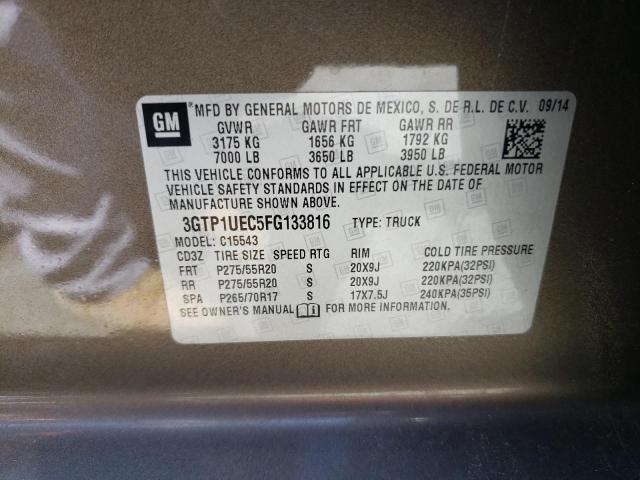 GM
*MFD BY GENERAL MOTORS DE MEXICO, S. DE R.L. DE C.V. 09/14
GVWR GAWR FRT GAWR RR
3175 KG 1656 KG 1792 KG
7000 LB 3650 LB 3950 LB
THIS VEHICLE CONFORMS TO ALL APPLICABLE U.S. FEDERAL MOTOR
VEHICLE SAFETY STANDARDS IN EFFECT ON THE DATE OF
MANUFACTURE SHOWN ABOVE.
3GTP1UEC5FG133816 TYPE: TRUCK
MODEL: C15543
CD3Z TIRE SIZE SPEED RTG RIM COLD TIRE PRESSURE
FRT P275/55R20 S 20X9J 220KPA(32PSI)
RR P275/55R20 S 20X9J 220KPA(32PSI)
SPA P265/70R17 S 17X7.5J 240KPA(35PSI)
SEE OWNER'S MANUAL FOR MORE INFORMATION.